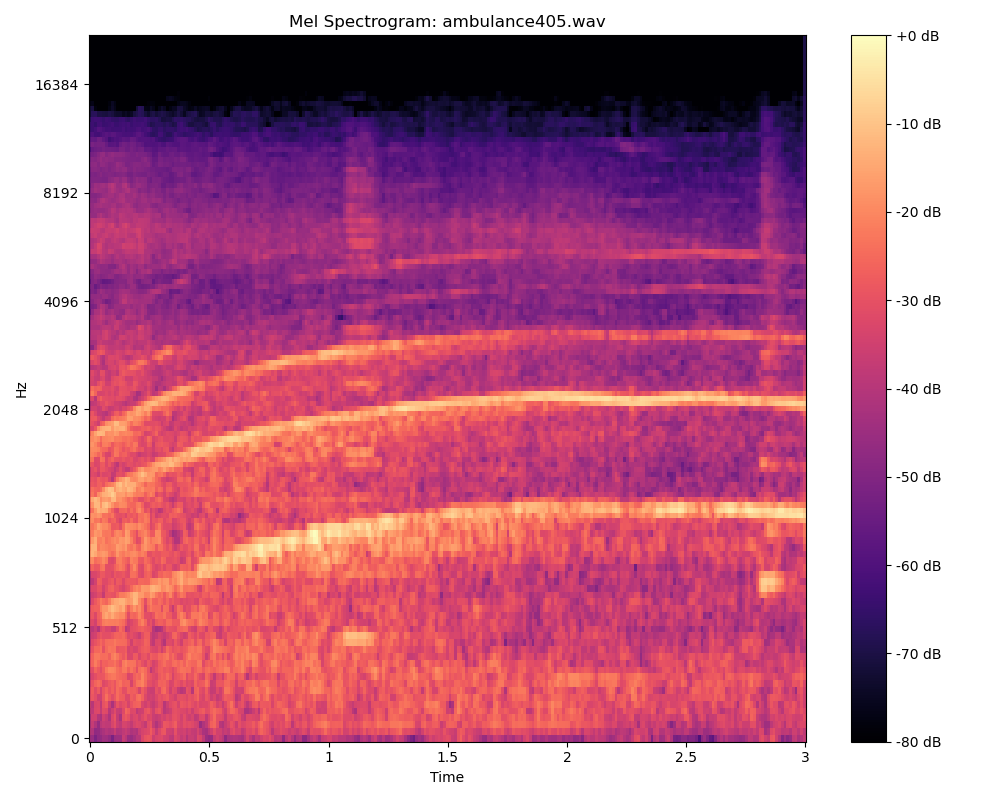 Mel Spectrogram: ambulance405.wav
+0 dB
16384
-10 dB
8192
-20 dB
4096
-30 dB
Hz
2048
-40 dB
-50 dB
1024
-60 dB
512
-70 dB
0
-80 dB
0 0.5 1 1.5 2 2.5 3
Time